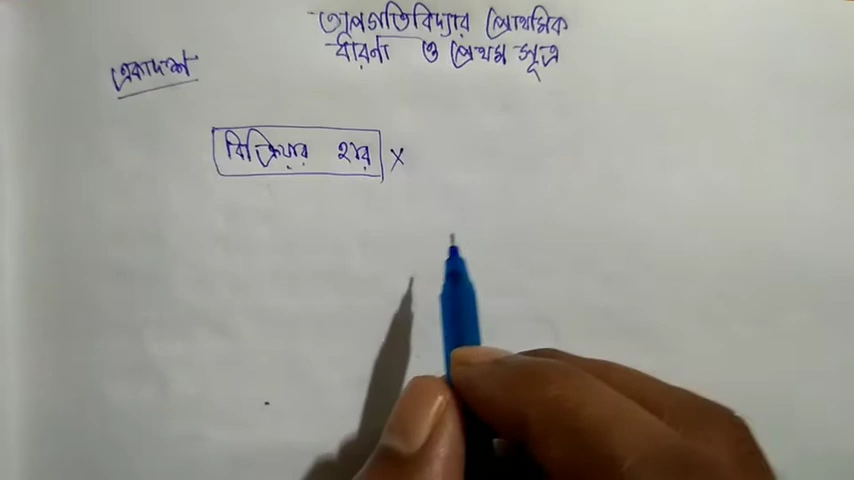 তাপগতিবিদ্যার প্রাথমিক
ধারণা ও প্রথম সূত্র
একাদশ
বিক্রিয়ার হার ×